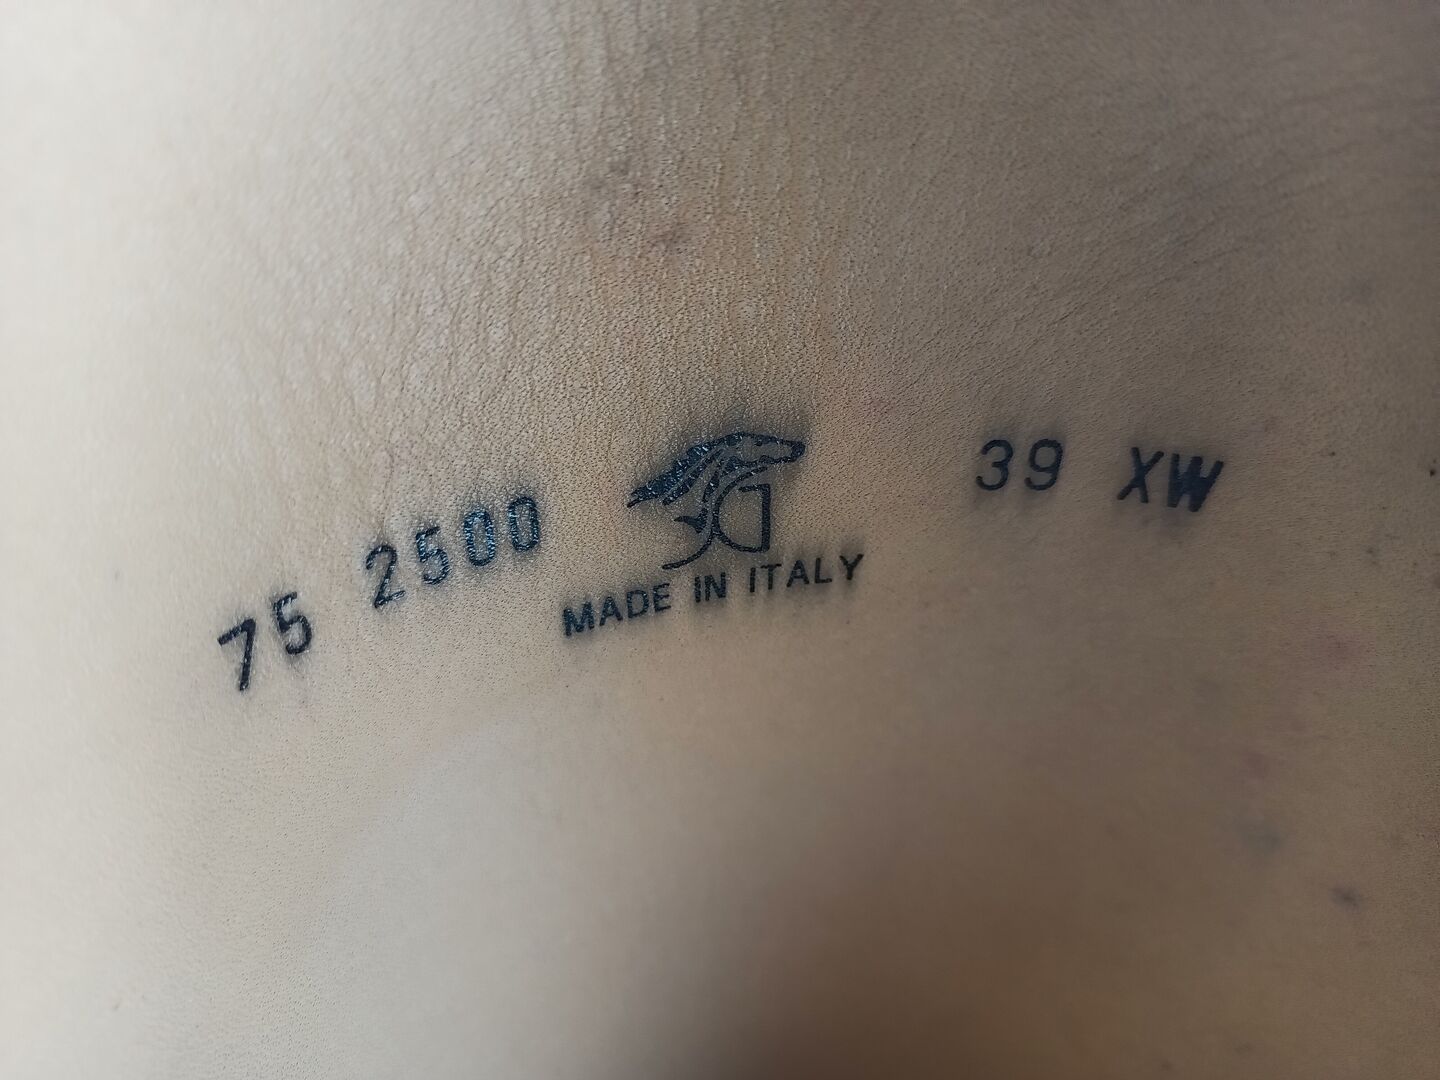 75 2500 39 XW
MADE IN ITALY